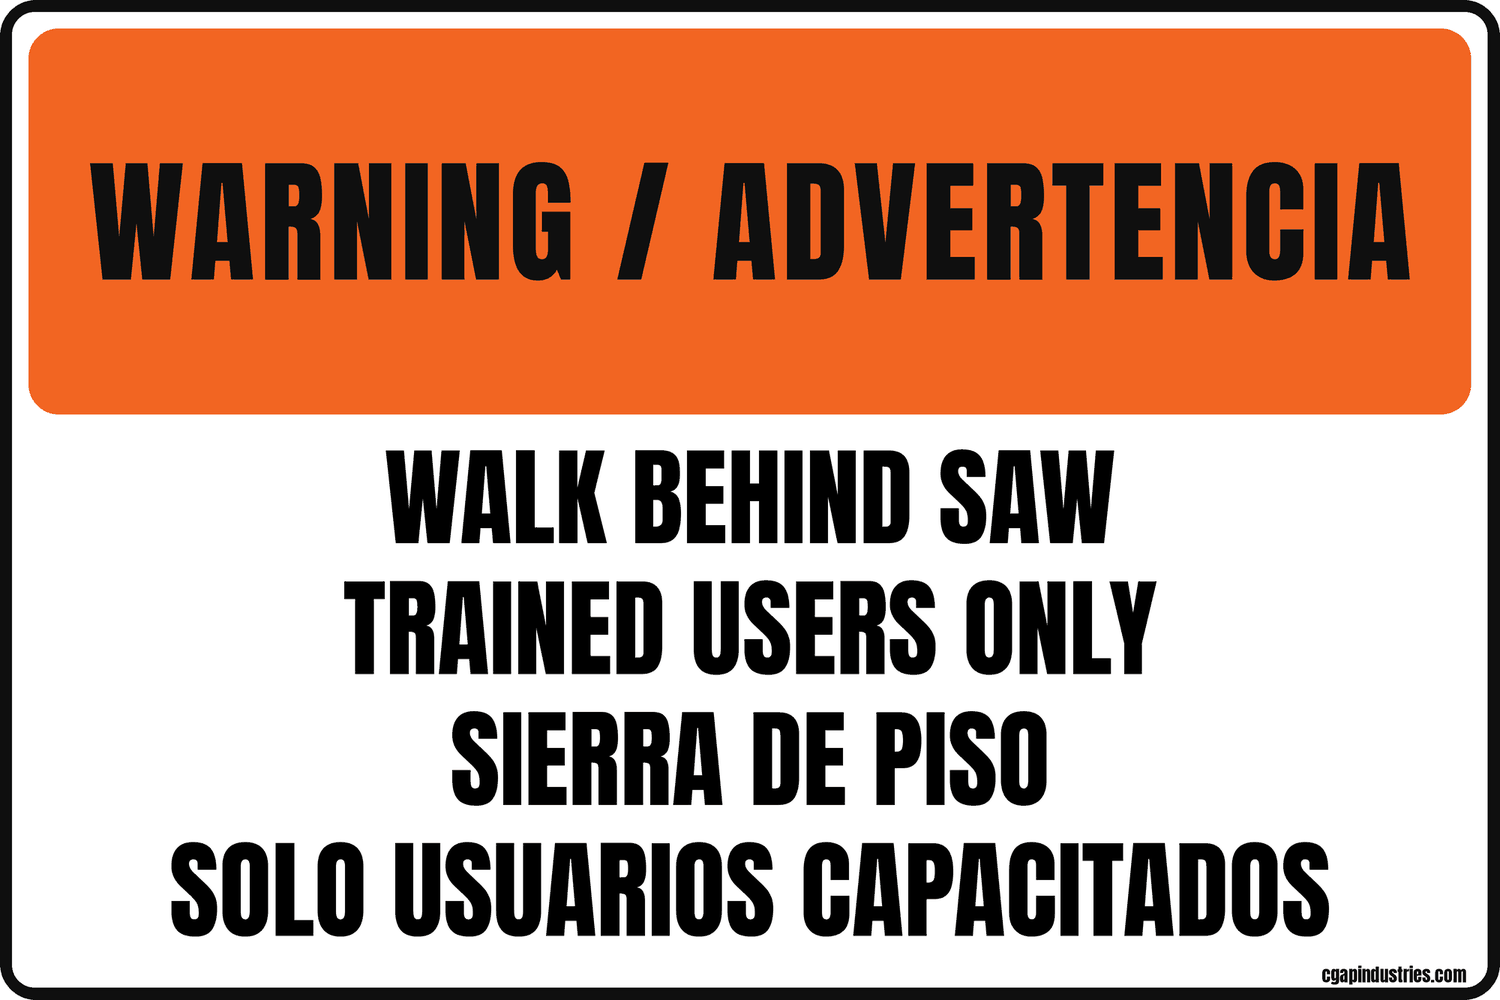 WARNING / ADVERTENCIA
WALK BEHIND SAW
TRAINED USERS ONLY
SIERRA DE PISO
SOLO USUARIOS CAPACITADOS
cgapindustries.com